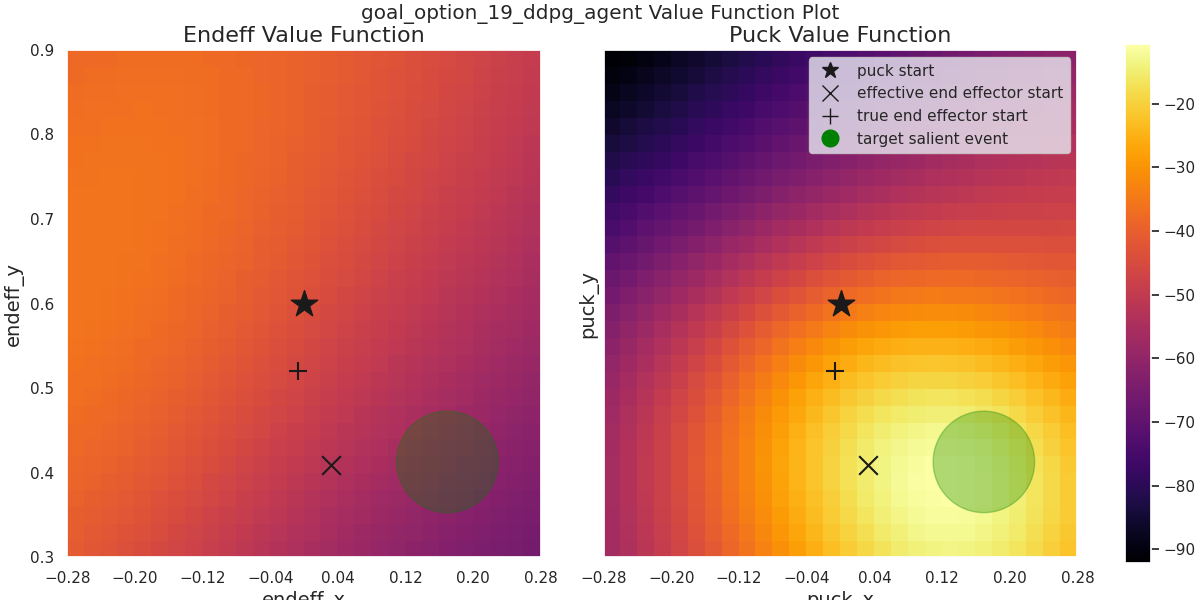 goal_option_19_ddpg_agent Value Function Plot
Endeff Value Function
Puck Value Function
0.9
0.8
0.7
0.6
0.5
0.4
0.3
endeff_y
−0.28
−0.20
−0.12
−0.04
0.04
0.12
0.20
0.28
endeff_x
puck_y
puck start
effective end effector start
true end effector start
target salient event
−0.28
−0.20
−0.12
−0.04
0.04
0.12
0.20
0.28
puck_x
−20
−30
−40
−50
−60
−70
−80
−90